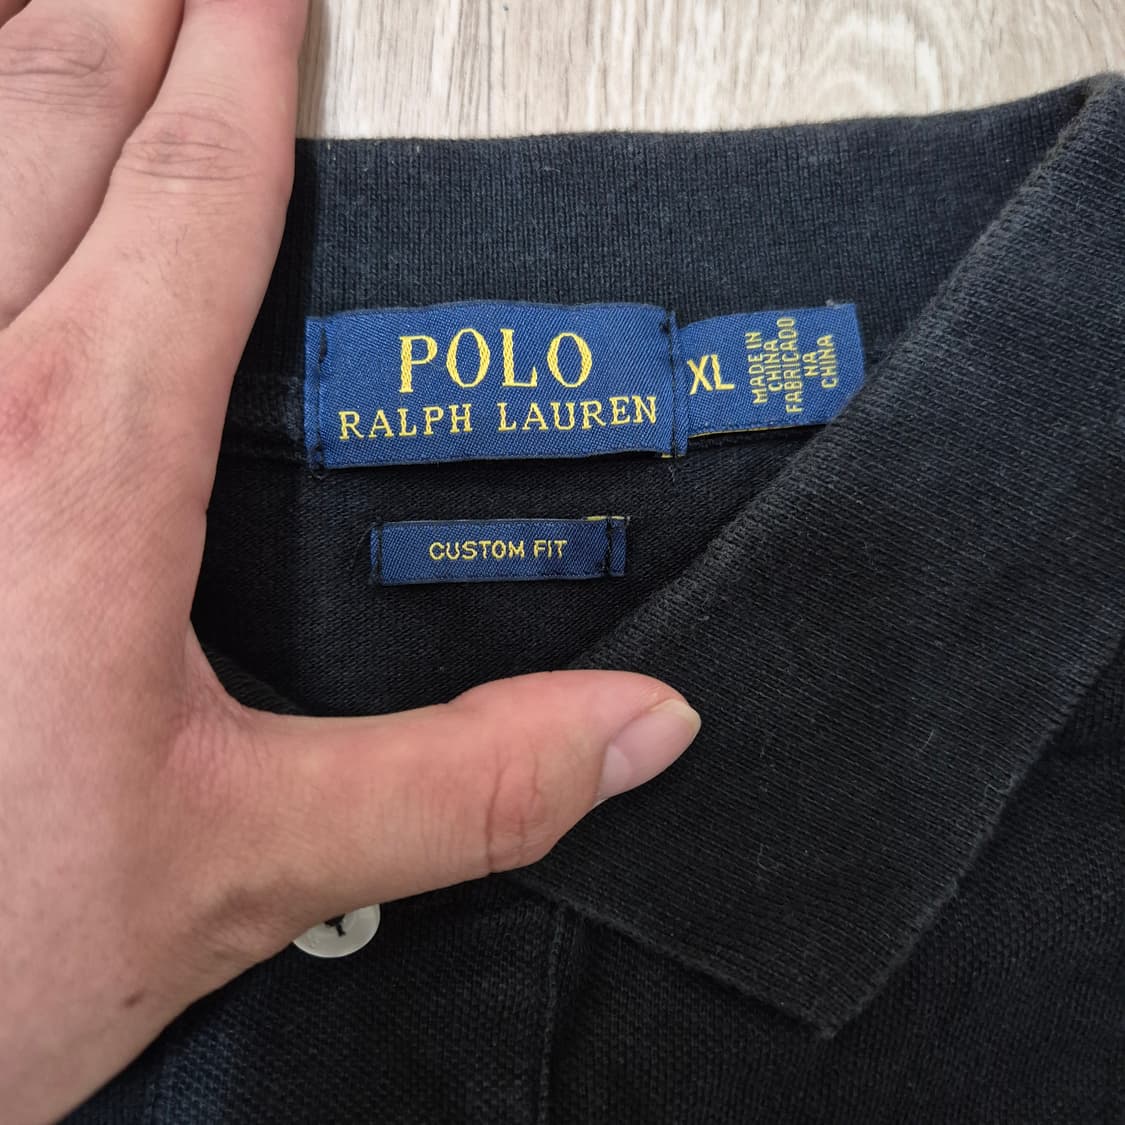 POLO
RALPH LAUREN
XL
MADE IN
CHINA
FABRICADO
NA
CHINA
CUSTOM FIT